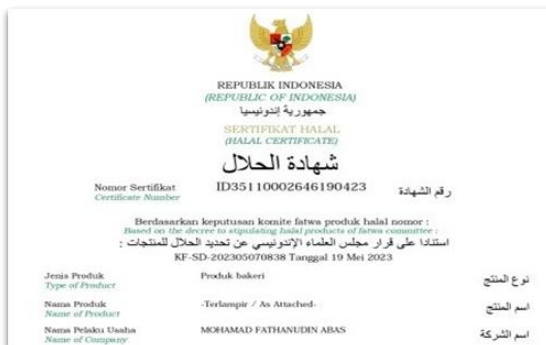 REPUBLIK INDONESIA
(REPUBLIC OF INDONESIA)
جمهورية إندونيسيا
SERTIFIKAT HALAL
(HALAL CERTIFICATE)
شهادة الحلال
Nomor Sertifikat ID35110002646190423 رقم الشهادة
Certificate Number
Berdasarkan keputusan komite fatwa produk halal nomor :
Based on the decree to stipulating halal products of fatwa committee :
استنادا على قرار مجلس العلماء الإندونيسي عن تحديد الحلال للمنتجات :
KF-SD-202305070838 Tanggal 19 Mei 2023
Jenis Produk Produk bakeri نوع المنتج
Type of Product
Nama Produk -Terlampir / As Attached- اسم المنتج
Name of Product
Nama Pelaku Usaha MOHAMAD FATHANUDIN ABAS اسم الشركة
Name of Company